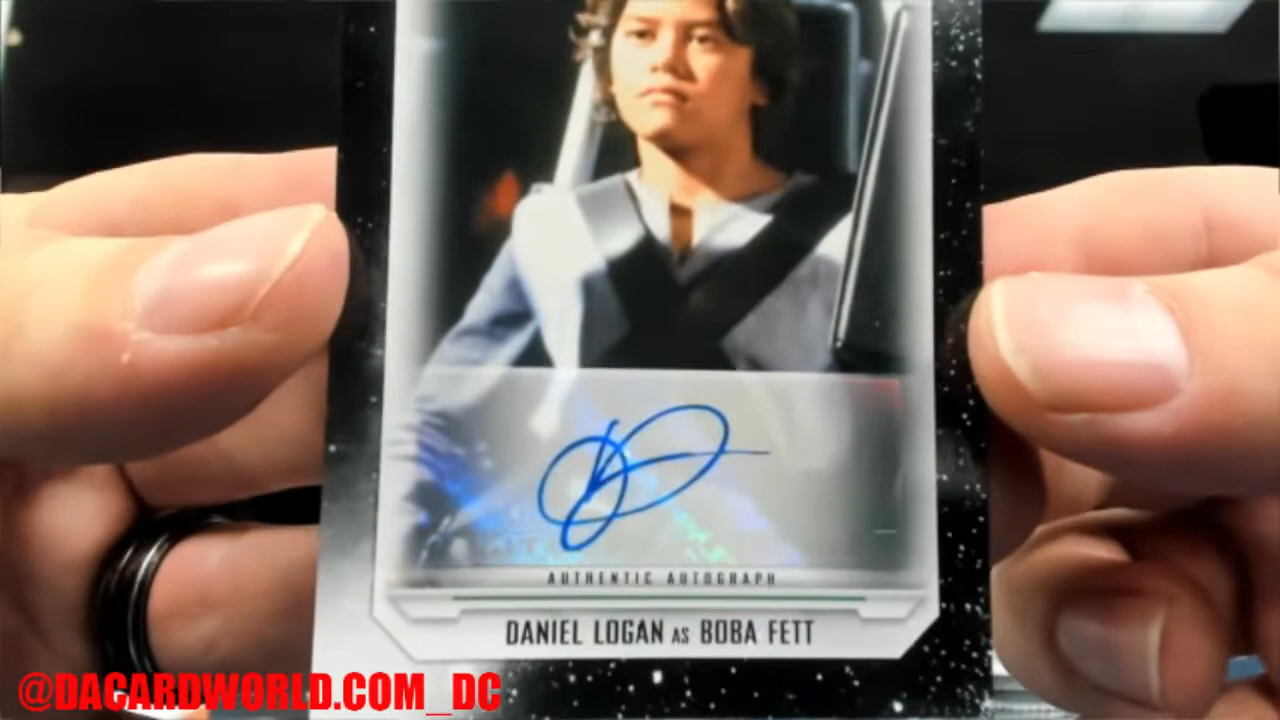 AUTHENTIC AUTOGRAPH
DANIEL LOGAN AS BOBA FETT
@DACARDWORLD.COM_DC